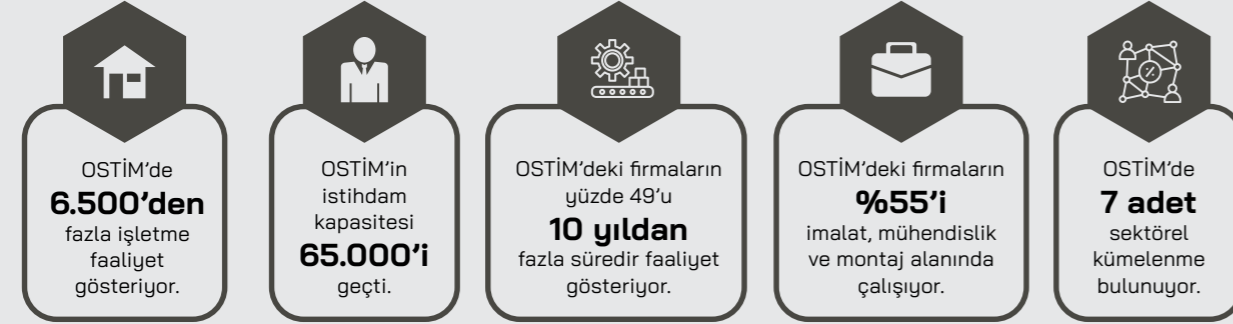 OSTİM’de
6.500’den
fazla işletme
faaliyet
gösteriyor.
OSTİM’in
istihdam
kapasitesi
65.000’i
geçti.
OSTİM’deki firmaların
yüzde 49’u
10 yıldan
fazla süredir faaliyet
gösteriyor.
OSTİM’deki firmaların
%55’i
imalat, mühendislik
ve montaj alanında
çalışıyor.
OSTİM’de
7 adet
sektörel
kümelenme
bulunuyor.